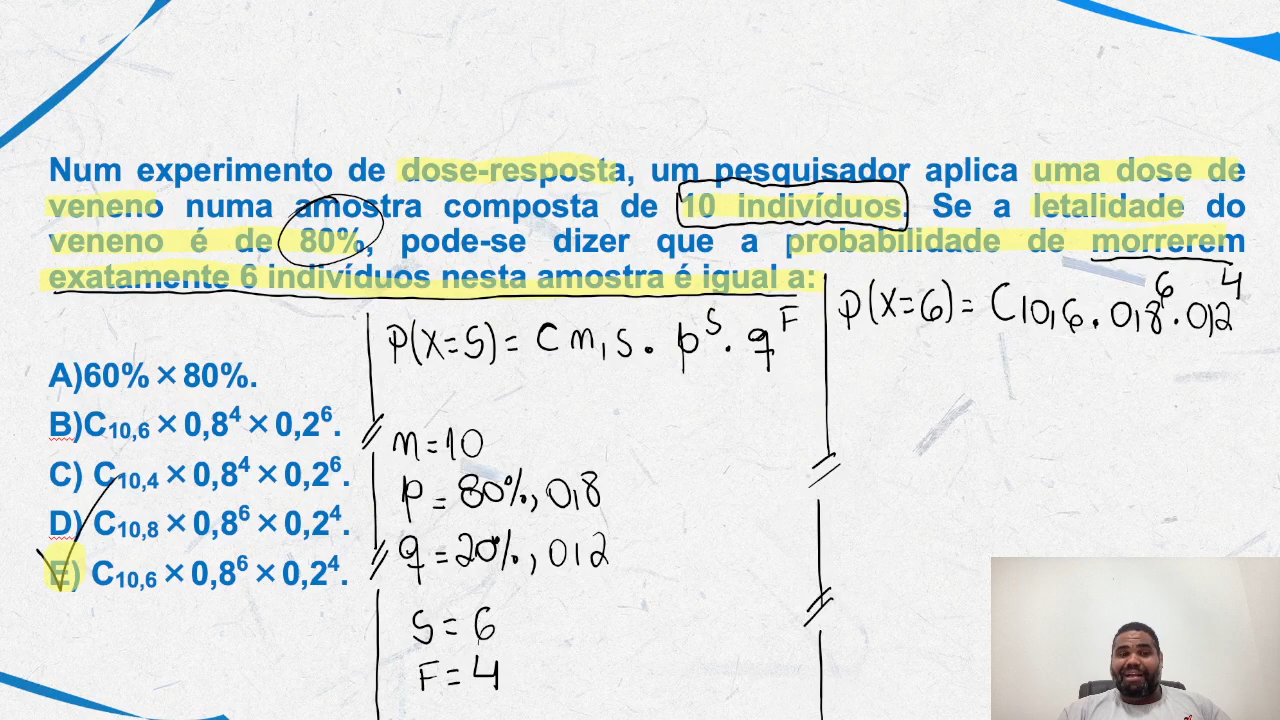 Num experimento de dose-resposta, um pesquisador aplica uma dose de
veneno numa amostra composta de 10 indivíduos. Se a letalidade do
veneno é de 80%, pode-se dizer que a probabilidade de morrerem
exatamente 6 indivíduos nesta amostra é igual a:
P(X=6) = C10,6 . 0,8⁶ . 0,2⁴
P(X=S) = C n,s . p^S . q^F
A)60% × 80%.
B)C₁₀,₆ × 0,8⁴ × 0,2⁶.
C) C₁₀,₄ × 0,8⁴ × 0,2⁶.
D) C₁₀,₈ × 0,8⁶ × 0,2⁴.
E) C₁₀,₆ × 0,8⁶ × 0,2⁴.
n=10
p = 80%, 0,8
q = 20%, 0,2
S = 6
F = 4